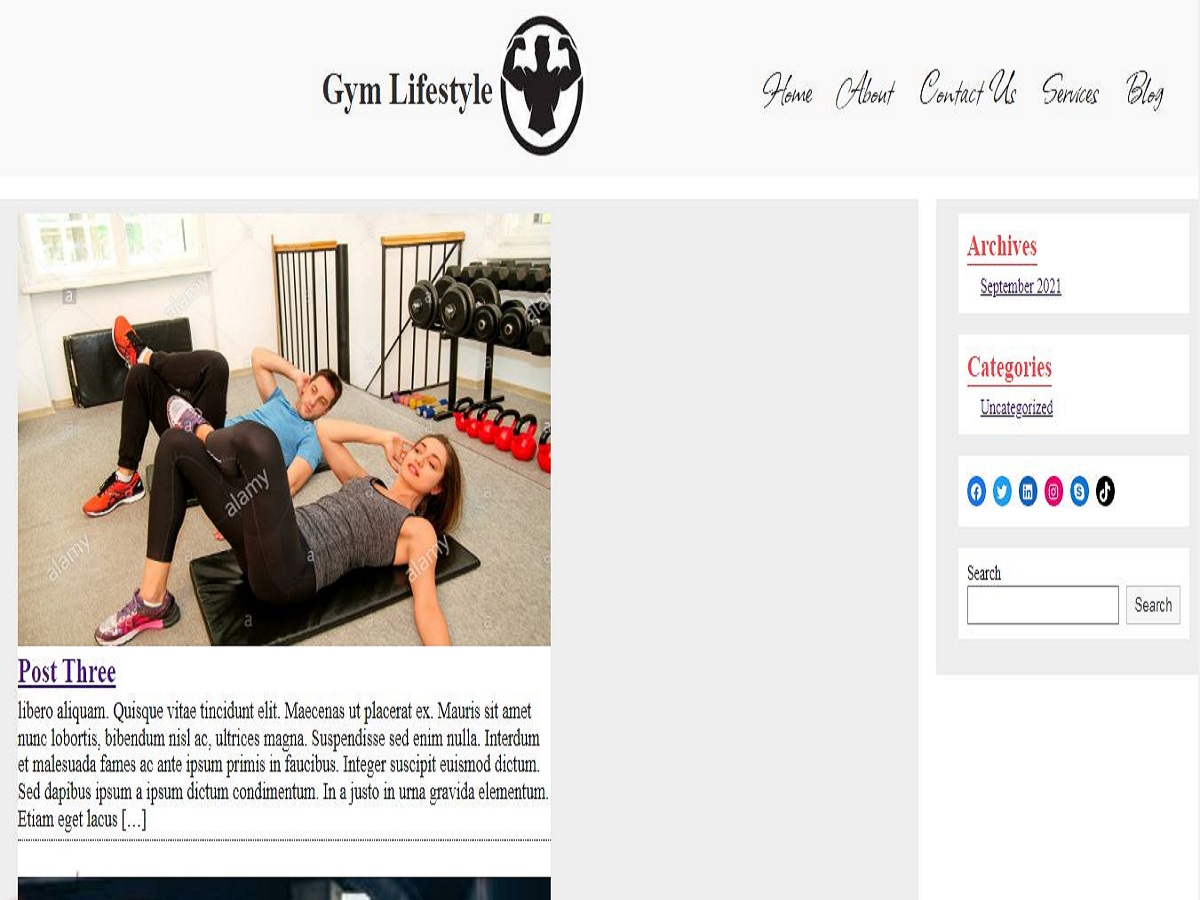 Gym Lifestyle
Home About Contact Us Services Blog
alamy
alamy
a
alamy
alamy
a
alamy
a
Post Three
libero aliquam. Quisque vitae tincidunt elit. Maecenas ut placerat ex. Mauris sit amet
nunc lobortis, bibendum nisl ac, ultrices magna. Suspendisse sed enim nulla. Interdum
et malesuada fames ac ante ipsum primis in faucibus. Integer suscipit euismod dictum.
Sed dapibus ipsum a ipsum dictum condimentum. In a justo in urna gravida elementum.
Etiam eget lacus […]
Archives
September 2021
Categories
Uncategorized
Search
Search